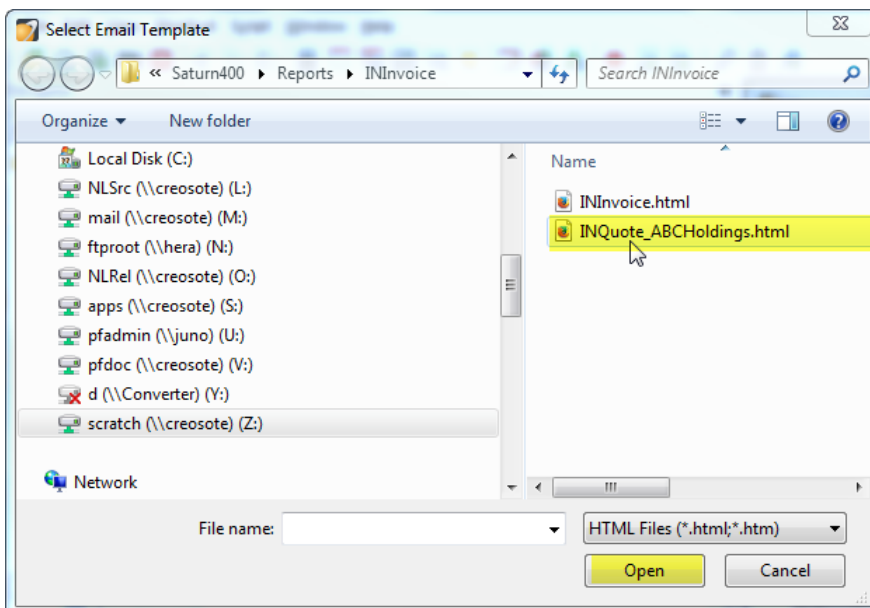 Select Email Template
« Saturn400 ▸ Reports ▸ INInvoice
Search INInvoice
Organize
New folder
Local Disk (C:)
NLSrc (\\creosote) (L:)
mail (\\creosote) (M:)
ftproot (\\hera) (N:)
NLRel (\\creosote) (O:)
apps (\\creosote) (S:)
pfadmin (\\juno) (U:)
pfdoc (\\creosote) (V:)
d (\\Converter) (Y:)
scratch (\\creosote) (Z:)
Network
Name
INInvoice.html
INQuote_ABCHoldings.html
File name:
HTML Files (*.html;*.htm)
Open
Cancel